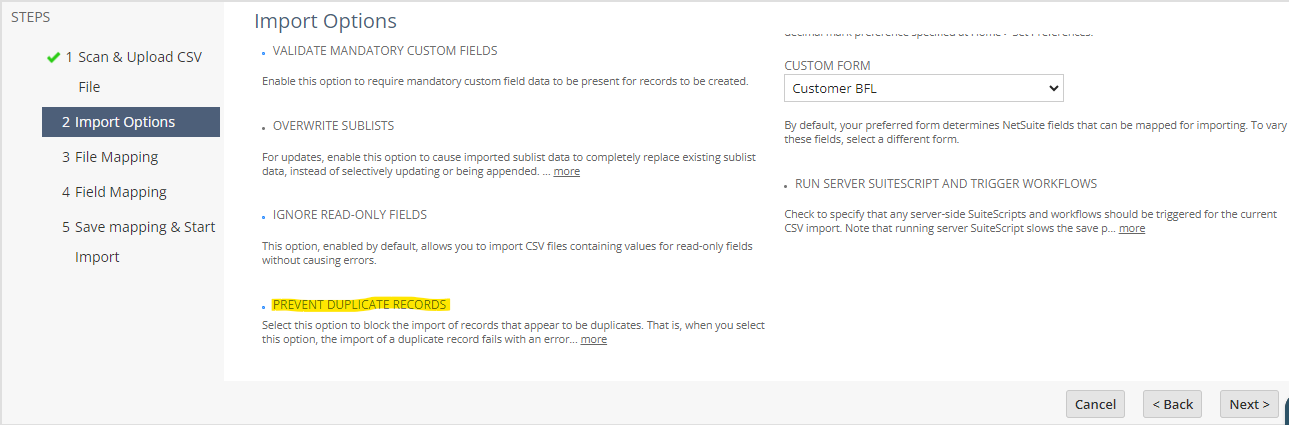 STEPS
1 Scan & Upload CSV
File
2 Import Options
3 File Mapping
4 Field Mapping
5 Save mapping & Start
Import
Import Options
VALIDATE MANDATORY CUSTOM FIELDS
Enable this option to require mandatory custom field data to be present for records to be created.
OVERWRITE SUBLISTS
For updates, enable this option to cause imported sublist data to completely replace existing sublist
data, instead of selectively updating or being appended. ... more
IGNORE READ-ONLY FIELDS
This option, enabled by default, allows you to import CSV files containing values for read-only fields
without causing errors.
PREVENT DUPLICATE RECORDS
Select this option to block the import of records that appear to be duplicates. That is, when you select
this option, the import of a duplicate record fails with an error... more
decimal mark preference specified at Home > Set Preferences.
CUSTOM FORM
Customer BFL
By default, your preferred form determines NetSuite fields that can be mapped for importing. To vary
these fields, select a different form.
RUN SERVER SUITESCRIPT AND TRIGGER WORKFLOWS
Check to specify that any server-side SuiteScripts and workflows should be triggered for the current
CSV import. Note that running server SuiteScript slows the save p... more
Cancel
< Back
Next >